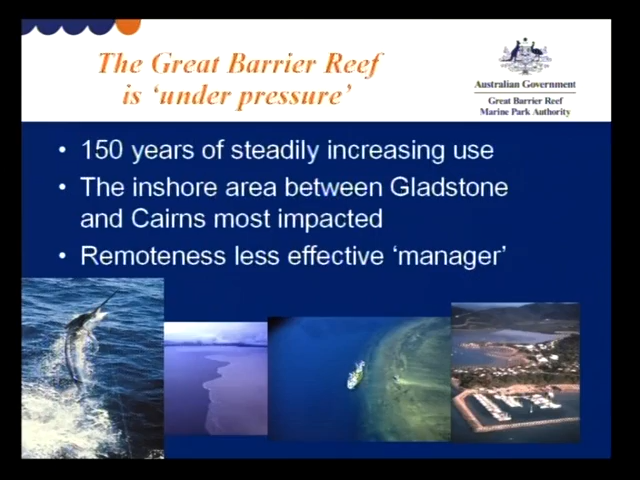 The Great Barrier Reef
is ‘under pressure’
Australian Government
Great Barrier Reef
Marine Park Authority
• 150 years of steadily increasing use
• The inshore area between Gladstone
and Cairns most impacted
• Remoteness less effective ‘manager’